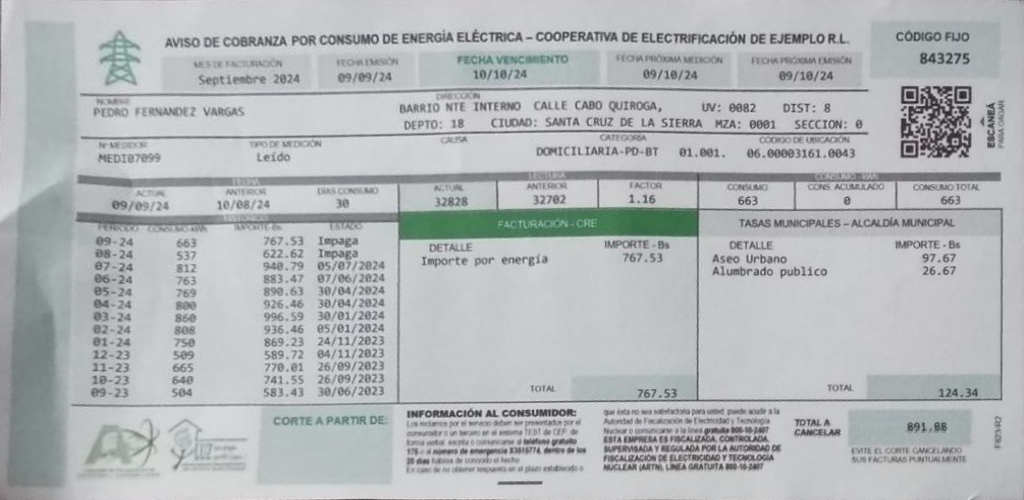 AVISO DE COBRANZA POR CONSUMO DE ENERGÍA ELÉCTRICA – COOPERATIVA DE ELECTRIFICACIÓN DE EJEMPLO R.L.
CÓDIGO FIJO
843275
MES DE FACTURACIÓN FECHA EMISIÓN FECHA VENCIMIENTO FECHA PRÓXIMA MEDICIÓN FECHA PRÓXIMA EMISIÓN
Septiembre 2024 09/09/24 10/10/24 09/10/24 09/10/24
NOMBRE DIRECCIÓN
PEDRO FERNANDEZ VARGAS BARRIO NTE INTERNO CALLE CABO QUIROGA, UV: 0082 DIST: 8
DEPTO: 18 CIUDAD: SANTA CRUZ DE LA SIERRA MZA: 0001 SECCION: 0
ESCANEÁ
PARA PAGAR
Nº MEDIDOR TIPO DE MEDICIÓN CAUSA CATEGORÍA CÓDIGO DE UBICACIÓN
MEDI07099 Leído DOMICILIARIA-PD-BT 01.001. 06.00003161.0043
FECHA LECTURA CONSUMO - kWh
ACTUAL ANTERIOR DÍAS CONSUMO ACTUAL ANTERIOR FACTOR CONSUMO CONS ACUMULADO CONSUMO TOTAL
09/09/24 10/08/24 30 32828 32702 1.16 663 0 663
HISTÓRICO
PERIODO CONSUMO kWh IMPORTE-Bs ESTADO
09-24 663 767.53 Impaga
08-24 537 622.62 Impaga
07-24 812 940.79 05/07/2024
06-24 763 883.47 07/06/2024
05-24 769 890.63 30/04/2024
04-24 800 926.46 30/04/2024
03-24 860 996.59 30/01/2024
02-24 808 936.46 05/01/2024
01-24 750 869.23 24/11/2023
12-23 509 589.72 04/11/2023
11-23 665 770.01 26/09/2023
10-23 640 741.55 26/09/2023
09-23 504 583.43 30/06/2023
FACTURACIÓN - CRE
DETALLE IMPORTE - Bs
Importe por energía 767.53
TOTAL 767.53
TASAS MUNICIPALES – ALCALDÍA MUNICIPAL
DETALLE IMPORTE - Bs
Aseo Urbano 97.67
Alumbrado publico 26.67
TOTAL 124.34
CORTE A PARTIR DE:
INFORMACIÓN AL CONSUMIDOR:
Los reclamos por el servicio deben ser presentados por el
consumidor o un tercero en el sistema TEST de CEP, de
forma verbal, escrita o comunicarse al teléfono gratuito
175 o al número de emergencia 83915774, dentro de los
20 días hábiles de conocido el hecho.
En caso de no obtener respuesta en el plazo establecido o
que ésta no sea satisfactoria para usted, puede acudir a la
Autoridad de Fiscalización de Electricidad y Tecnología
Nuclear o comunicarse a la línea gratuita 800-10-2407
ESTA EMPRESA ES FISCALIZADA, CONTROLADA,
SUPERVISADA Y REGULADA POR LA AUTORIDAD DE
FISCALIZACIÓN DE ELECTRICIDAD Y TECNOLOGÍA
NUCLEAR (AETN), LÍNEA GRATUITA 800-10-2407
TOTAL A
CANCELAR
891.88
EVITE EL CORTE CANCELANDO
SUS FACTURAS PUNTUALMENTE